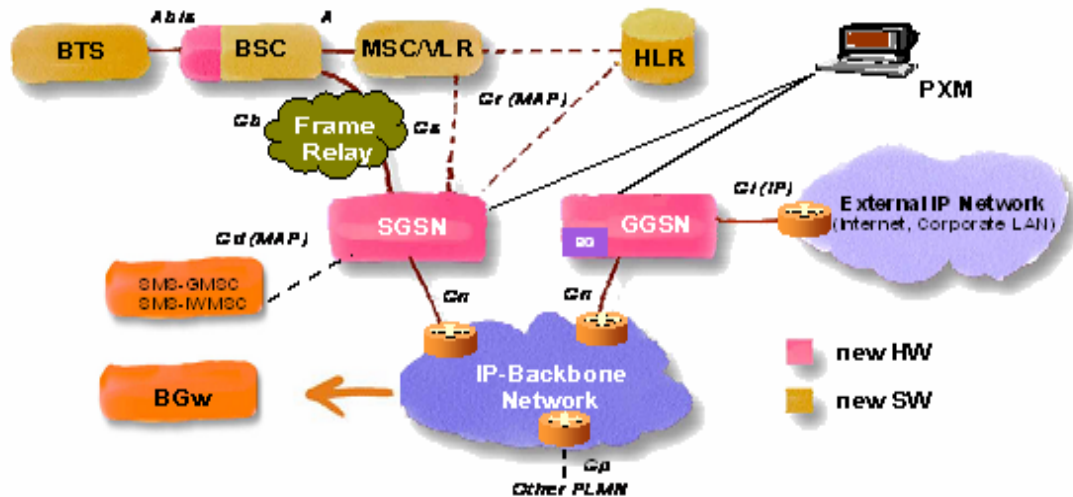 Abis
A
BTS
BSC
MSC/VLR
HLR
PXM
Gr (MAP)
Gb
Frame
Relay
Gs
SGSN
GGSN
BG
Gi (IP)
External IP Network
(Internet, Corporate LAN)
Gd (MAP)
SMS-GMSC
SMS-IWMSC
Gn
Gn
IP-Backbone
Network
BGw
new HW
new SW
Gp
Other PLMN